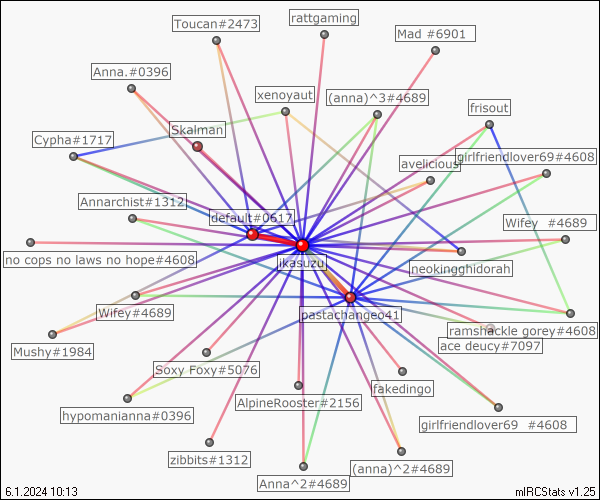 rattgaming
Toucan#2473
Mad #6901
Anna.#0396
xenoyaut
(anna)^3#4689
frisout
Skalman
Cypha#1717
avelicious
girlfriendlover69#4608
Annarchist#1312
default#0617
Wifey #4689
no cops no laws no hope#4608
ikasuzu
neokingghidorah
Wifey#4689
pastachangeo41
ramshackle gorey#4608
ace deucy#7097
Mushy#1984
Soxy Foxy#5076
fakedingo
AlpineRooster#2156
hypomanianna#0396
girlfriendlover69 #4608
zibbits#1312
(anna)^2#4689
Anna^2#4689
6.1.2024 10:13
mIRCStats v1.25